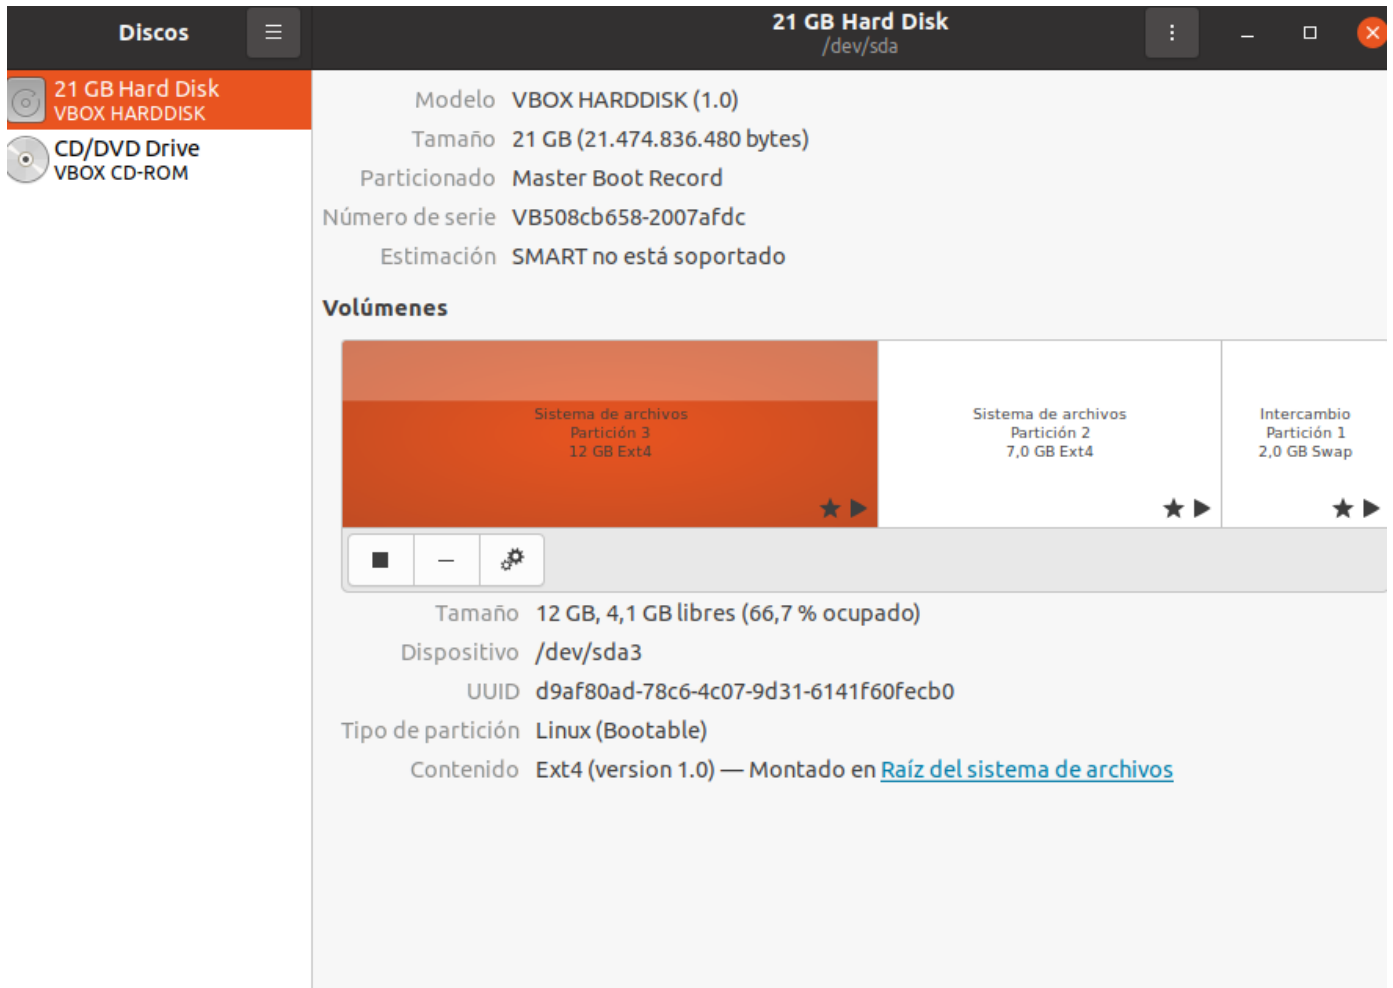 Discos
21 GB Hard Disk
/dev/sda
21 GB Hard Disk
VBOX HARDDISK
CD/DVD Drive
VBOX CD-ROM
Modelo VBOX HARDDISK (1.0)
Tamaño 21 GB (21.474.836.480 bytes)
Particionado Master Boot Record
Número de serie VB508cb658-2007afdc
Estimación SMART no está soportado
Volúmenes
Sistema de archivos
Partición 3
12 GB Ext4
Sistema de archivos
Partición 2
7,0 GB Ext4
Intercambio
Partición 1
2,0 GB Swap
Tamaño 12 GB, 4,1 GB libres (66,7 % ocupado)
Dispositivo /dev/sda3
UUID d9af80ad-78c6-4c07-9d31-6141f60fecb0
Tipo de partición Linux (Bootable)
Contenido Ext4 (version 1.0) — Montado en Raíz del sistema de archivos